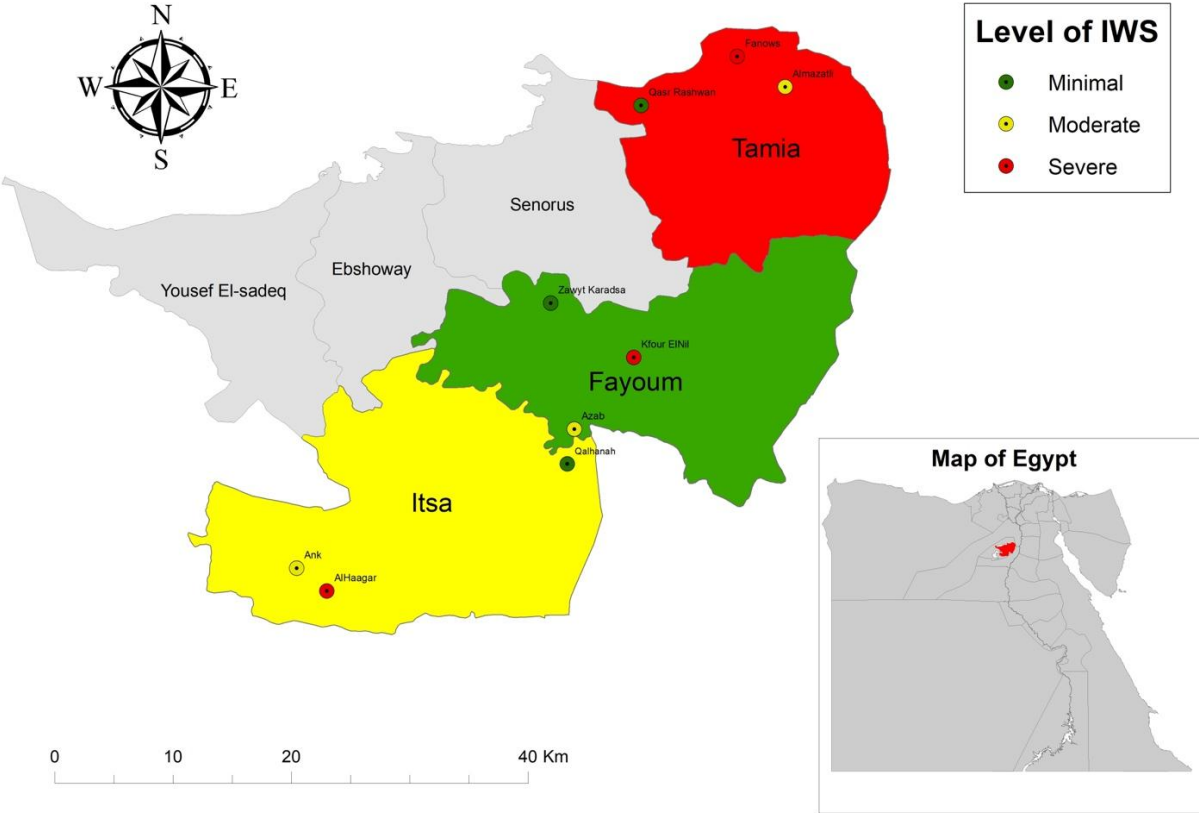 N
W
E
S
Level of IWS
Minimal
Moderate
Severe
Fanows
Almazatli
Qasr Rashwan
Tamia
Senorus
Ebshoway
Yousef El-sadeq
Zawyt Karadsa
Kfour ElNil
Fayoum
Azab
Qalhanah
Itsa
Ank
AlHaagar
Map of Egypt
0 10 20 40 Km